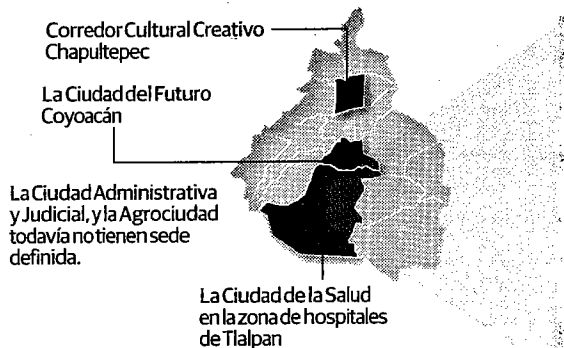 Corredor Cultural Creativo
Chapultepec
La Ciudad del Futuro
Coyoacán
La Ciudad Administrativa
y Judicial, y la Agrociudad
todavía no tienen sede
definida.
La Ciudad de la Salud
en la zona de hospitales
de Tlalpan